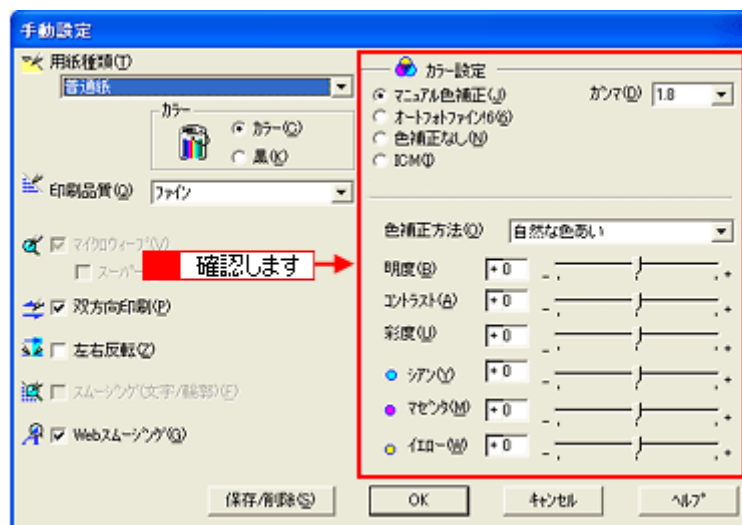 手動設定
用紙種類(T)
普通紙
カラー
カラー(C)
黒(K)
印刷品質(Q)
ファイン
マイクロウィーブ(V)
スーパー
双方向印刷(P)
左右反転(Z)
スムージング(文字/輪郭)(F)
Webスムージング(G)
確認します
カラー設定
マニュアル色補正(J)
ガンマ(D) 1.8
オートフォトファイン!6(6)
色補正なし(N)
ICM(I)
色補正方法(O) 自然な色あい
明度(B) +0 - +
コントラスト(A) +0 - +
彩度(U) +0 - +
シアン(Y) +0 - +
マゼンタ(M) +0 - +
イエロー(W) +0 - +
保存/削除(S)
OK
キャンセル
ヘルプ